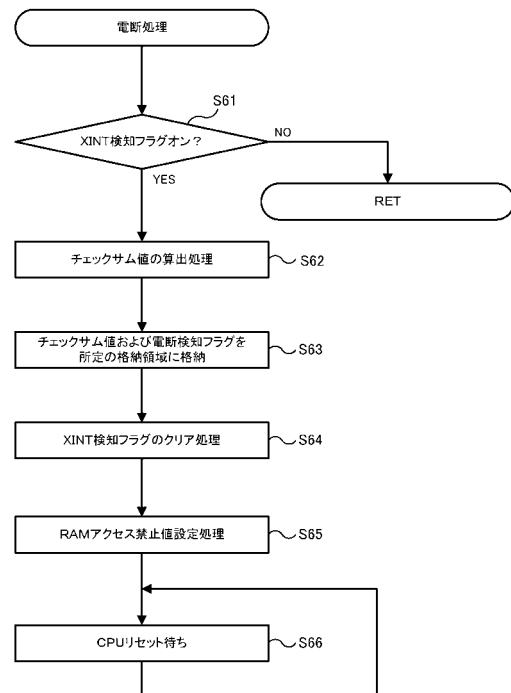 電断処理
S61
XINT検知フラグオン？
NO
YES
RET
チェックサム値の算出処理
S62
チェックサム値および電断検知フラグを
所定の格納領域に格納
S63
XINT検知フラグのクリア処理
S64
RAMアクセス禁止値設定処理
S65
CPUリセット待ち
S66